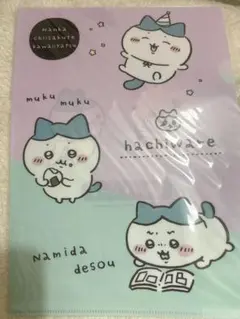 Nanka
chiisakute
kawaiiyatsu
muku
muku
hachiware
Namida
desou